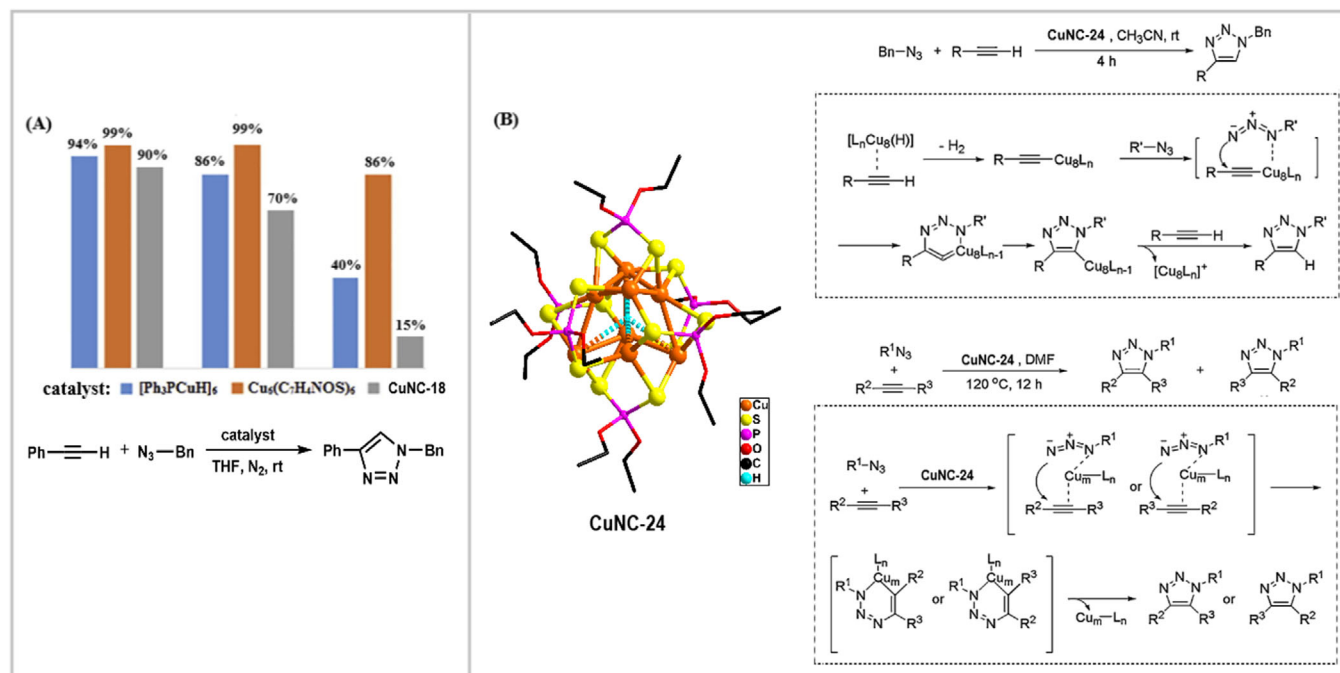 (A)
94%
99%
90%
86%
99%
70%
40%
86%
15%
catalyst: [Ph₃PCuH]₆ Cu₅(C₇H₄NOS)₅ CuNC-18
Ph H + N₃—Bn
catalyst
THF, N₂, rt
Ph N N N Bn
(B)
Cu
S
P
O
C
H
CuNC-24
Bn—N₃ + R H
CuNC-24 , CH₃CN, rt
4 h
N N N Bn
R
[LₙCu₈(H)]
R H
- H₂
R Cu₈Lₙ
R'—N₃
− N N + N R'
R Cu₈Lₙ
N N N R'
R Cu₈Lₙ₋₁
N N N R'
R Cu₈Lₙ₋₁
R H
[Cu₈Lₙ]⁺
N N N R'
R H
R¹N₃
+
R² R³
CuNC-24 , DMF
120 °C, 12 h
N N N R¹
R² R³
+
N N N R¹
R³ R²
R¹—N₃
+
R² R³
CuNC-24
− N N + N R¹
Cuₘ—Lₙ
R² R³
or
− N N + N R¹
Cuₘ—Lₙ
R³ R²
Lₙ
Cuₘ
R¹ R²
N N N R³
or
Lₙ
Cuₘ
R¹ R³
N N N R²
Cuₘ—Lₙ
N N N R¹
R² R³
or
N N N R¹
R³ R²